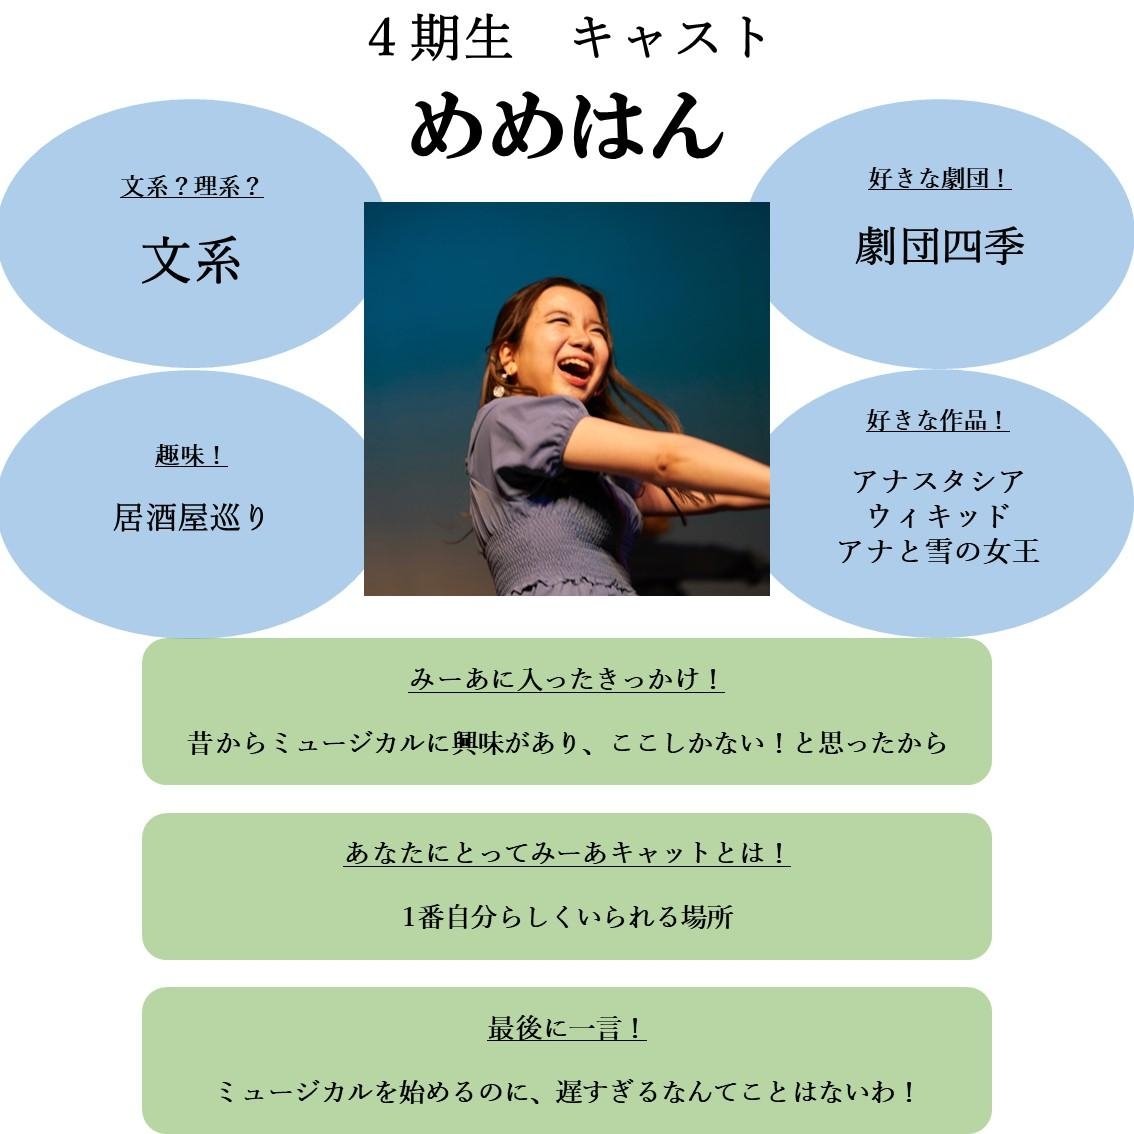 ４期生　キャスト
めめはん
文系？理系？
文系
好きな劇団！
劇団四季
趣味！
居酒屋巡り
好きな作品！
アナスタシア
ウィキッド
アナと雪の女王
みーあに入ったきっかけ！
昔からミュージカルに興味があり、ここしかない！と思ったから
あなたにとってみーあキャットとは！
1番自分らしくいられる場所
最後に一言！
ミュージカルを始めるのに、遅すぎるなんてことはないわ！